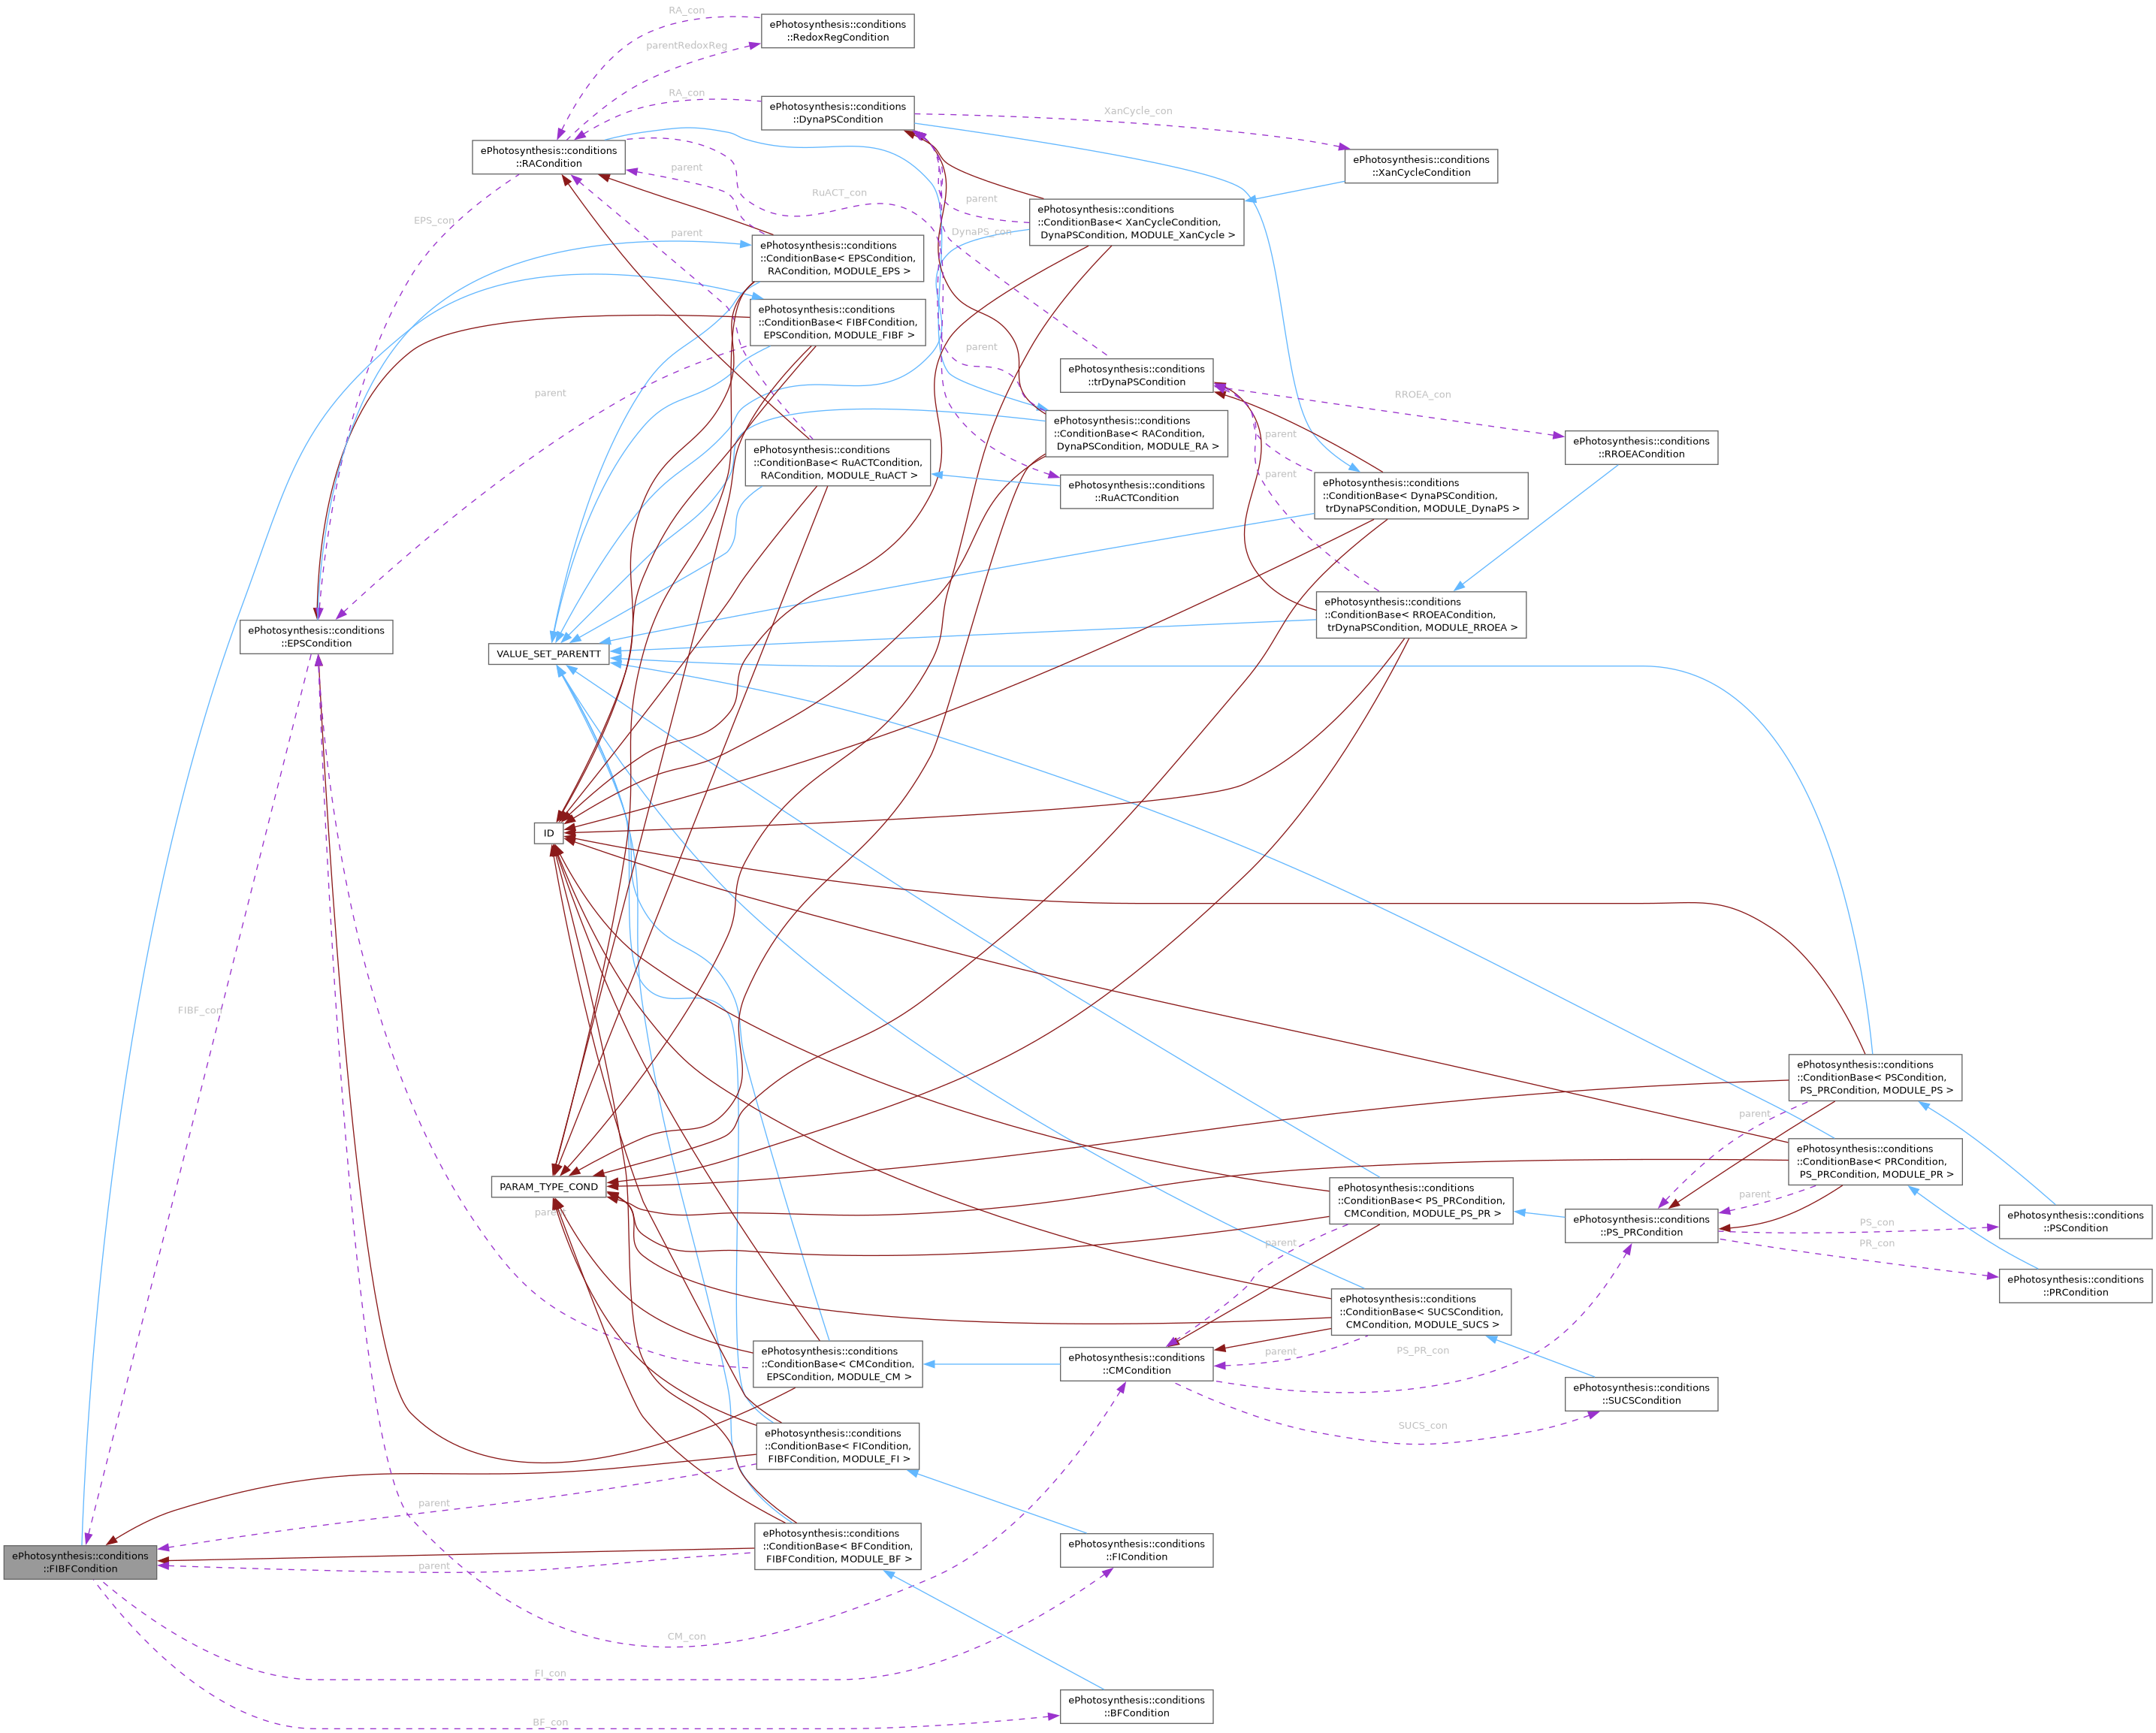 RA_con
ePhotosynthesis::conditions
::RedoxRegCondition
parentRedoxReg
RA_con
ePhotosynthesis::conditions
::DynaPSCondition
XanCycle_con
ePhotosynthesis::conditions
::RACondition
ePhotosynthesis::conditions
::XanCycleCondition
parent
RuACT_con
parent
ePhotosynthesis::conditions
::ConditionBase< XanCycleCondition,
DynaPSCondition, MODULE_XanCycle >
EPS_con
parent
DynaPS_con
ePhotosynthesis::conditions
::ConditionBase< EPSCondition,
RACondition, MODULE_EPS >
ePhotosynthesis::conditions
::ConditionBase< FIBFCondition,
EPSCondition, MODULE_FIBF >
parent
ePhotosynthesis::conditions
::trDynaPSCondition
parent
RROEA_con
ePhotosynthesis::conditions
::ConditionBase< RACondition,
DynaPSCondition, MODULE_RA >
parent
ePhotosynthesis::conditions
::RROEACondition
ePhotosynthesis::conditions
::ConditionBase< RuACTCondition,
RACondition, MODULE_RuACT >
parent
ePhotosynthesis::conditions
::RuACTCondition
ePhotosynthesis::conditions
::ConditionBase< DynaPSCondition,
trDynaPSCondition, MODULE_DynaPS >
ePhotosynthesis::conditions
::ConditionBase< RROEACondition,
trDynaPSCondition, MODULE_RROEA >
ePhotosynthesis::conditions
::EPSCondition
VALUE_SET_PARENTT
ID
FIBF_con
ePhotosynthesis::conditions
::ConditionBase< PSCondition,
PS_PRCondition, MODULE_PS >
parent
ePhotosynthesis::conditions
::ConditionBase< PRCondition,
PS_PRCondition, MODULE_PR >
PARAM_TYPE_COND
parent
ePhotosynthesis::conditions
::ConditionBase< PS_PRCondition,
CMCondition, MODULE_PS_PR >
parent
ePhotosynthesis::conditions
::PS_PRCondition
PS_con
ePhotosynthesis::conditions
::PSCondition
parent
PR_con
ePhotosynthesis::conditions
::PRCondition
ePhotosynthesis::conditions
::ConditionBase< SUCSCondition,
CMCondition, MODULE_SUCS >
ePhotosynthesis::conditions
::ConditionBase< CMCondition,
EPSCondition, MODULE_CM >
ePhotosynthesis::conditions
::CMCondition
parent
PS_PR_con
ePhotosynthesis::conditions
::SUCSCondition
SUCS_con
ePhotosynthesis::conditions
::ConditionBase< FICondition,
FIBFCondition, MODULE_FI >
parent
ePhotosynthesis::conditions
::FIBFCondition
ePhotosynthesis::conditions
::ConditionBase< BFCondition,
FIBFCondition, MODULE_BF >
parent
ePhotosynthesis::conditions
::FICondition
CM_con
FI_con
ePhotosynthesis::conditions
::BFCondition
BF_con